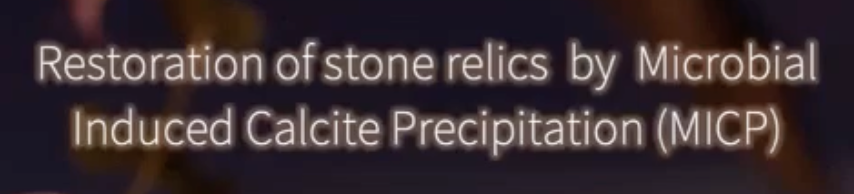 Restoration of stone relics by Microbial
Induced Calcite Precipitation (MICP)